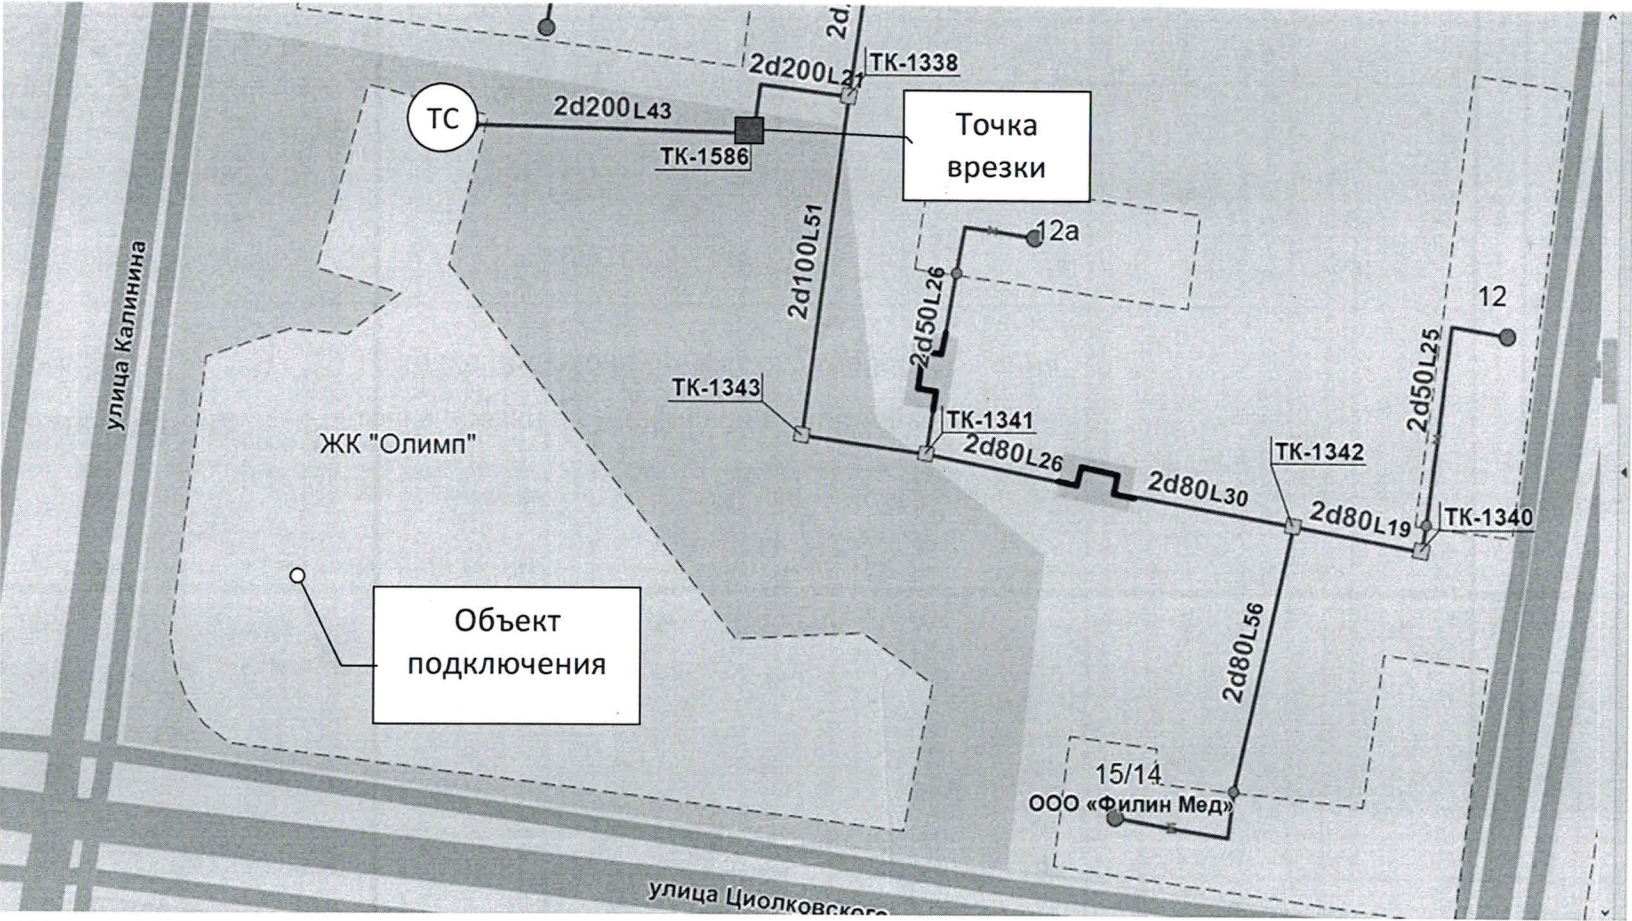 2d
ТК-1338
2d200L21
ТС
2d200L43
Точка
врезки
ТК-1586
12а
2d100L51
2d50L26
улица Калинина
12
2d50L25
ТК-1343
ТК-1341
ЖК "Олимп"
2d80L26
ТК-1342
2d80L30
2d80L19
ТК-1340
Объект
подключения
2d80L56
15/14
ООО «Филин Мед»
улица Циолковского